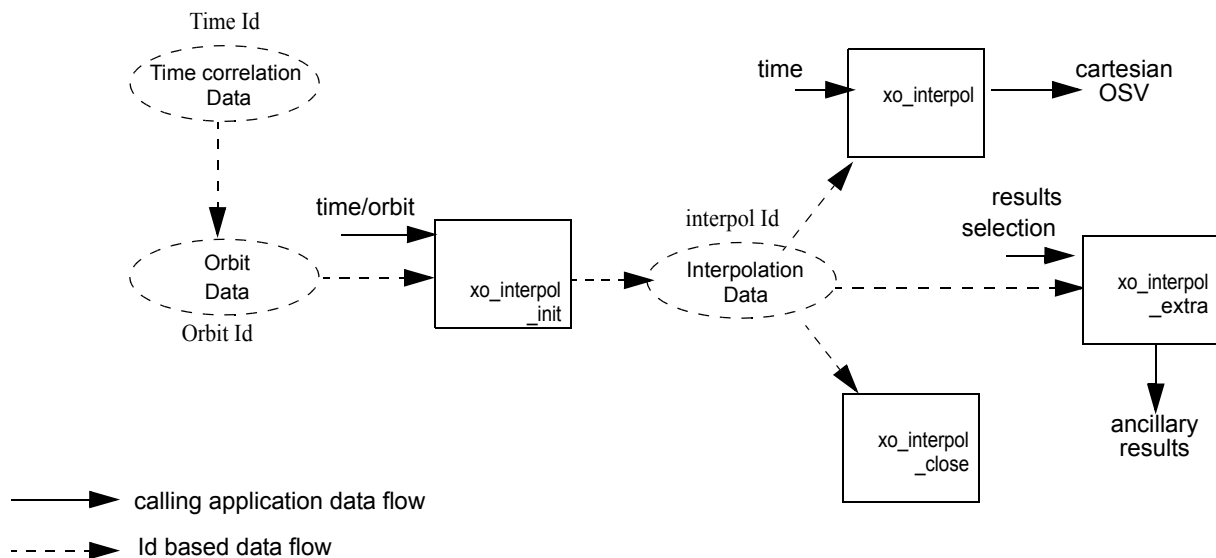 Time Id
Time correlation
Data
time
xo_interpol
cartesian
OSV
time/orbit
interpol Id
results
selection
Orbit
Data
Orbit Id
xo_interpol
_init
Interpolation
Data
xo_interpol
_extra
xo_interpol
_close
ancillary
results
calling application data flow
Id based data flow